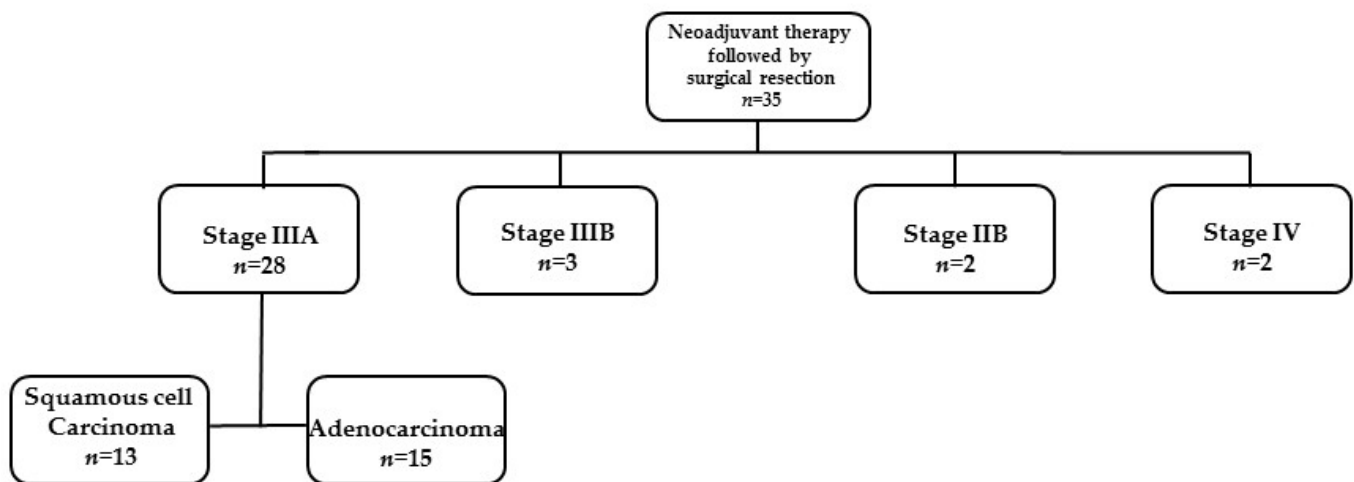 Neoadjuvant therapy
followed by
surgical resection
n=35
Stage IIIA
n=28
Stage IIIB
n=3
Stage IIB
n=2
Stage IV
n=2
Squamous cell
Carcinoma
n=13
Adenocarcinoma
n=15